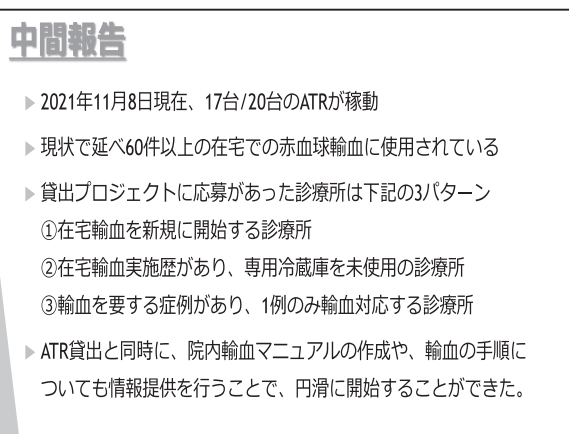 中間報告
▶ 2021年11月8日現在、17台/20台のATRが稼動
▶ 現状で延べ60件以上の在宅での赤血球輸血に使用されている
▶ 貸出プロジェクトに応募があった診療所は下記の3パターン
①在宅輸血を新規に開始する診療所
②在宅輸血実施歴があり、専用冷蔵庫を未使用の診療所
③輸血を要する症例があり、1例のみ輸血対応する診療所
▶ ATR貸出と同時に、院内輸血マニュアルの作成や、輸血の手順に
ついても情報提供を行うことで、円滑に開始することができた。